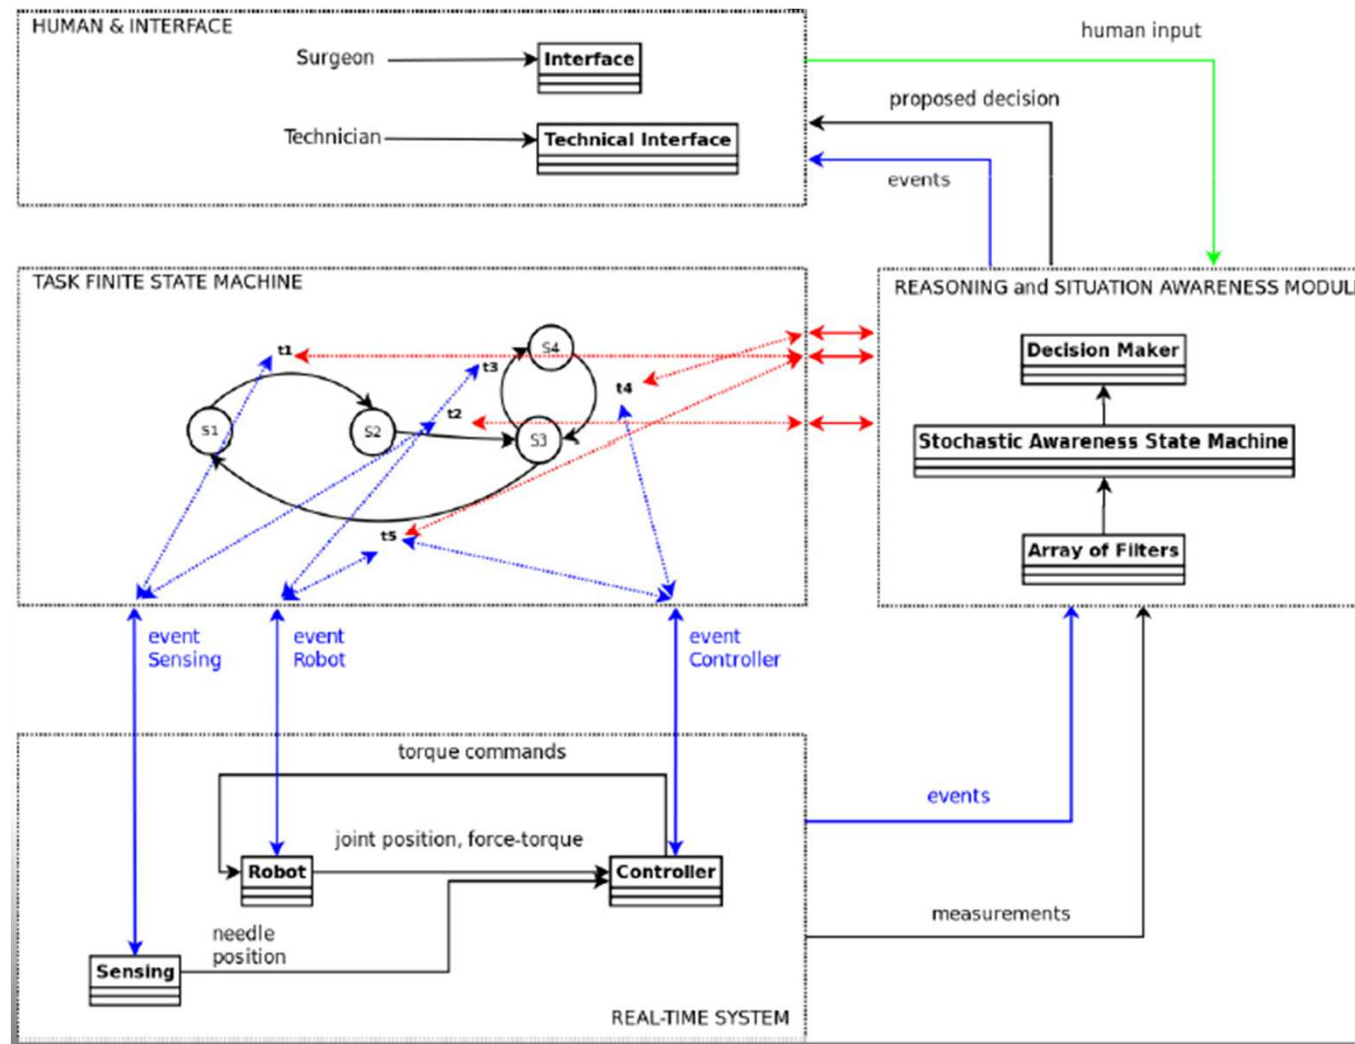 HUMAN & INTERFACE
human input
Surgeon
Interface
proposed decision
Technician
Technical Interface
events
TASK FINITE STATE MACHINE
REASONING and SITUATION AWARENESS MODUL
t1
S4
t3
Decision Maker
t4
t2
S1
S2
S3
Stochastic Awareness State Machine
t5
Array of Filters
event
Sensing
event
Robot
event
Controller
torque commands
events
joint position, force-torque
Robot
Controller
measurements
needle
position
Sensing
REAL-TIME SYSTEM